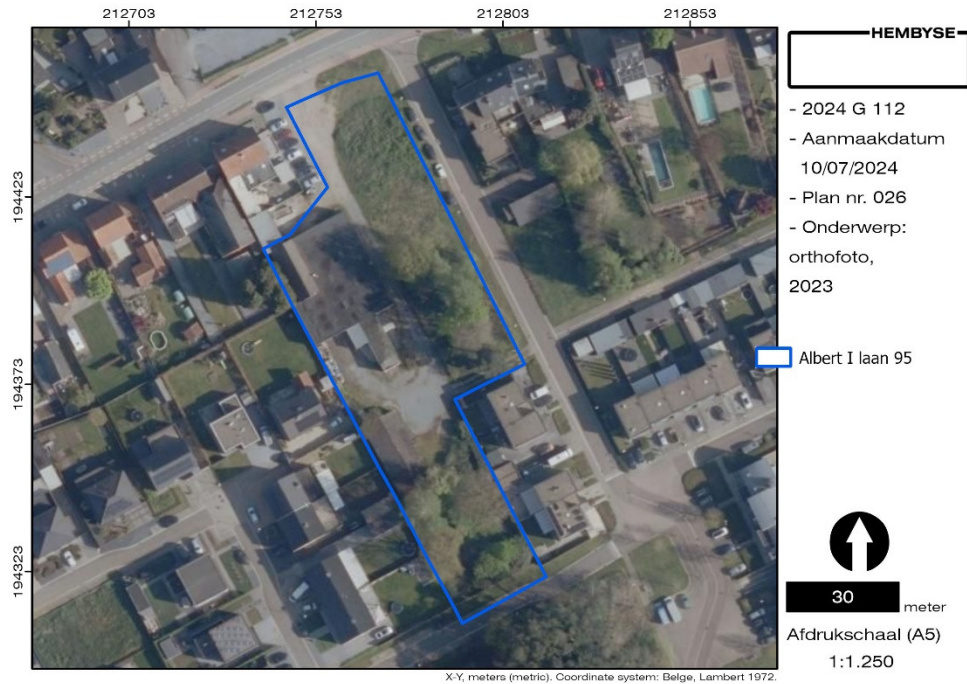 212703 212753 212803 212853
194423
194373
194323
HEMBYSE
- 2024 G 112
- Aanmaakdatum
10/07/2024
- Plan nr. 026
- Onderwerp:
orthofoto,
2023
Albert I laan 95
30 meter
Afdrukschaal (A5)
1:1.250
X-Y, meters (metric). Coordinate system: Belge, Lambert 1972.